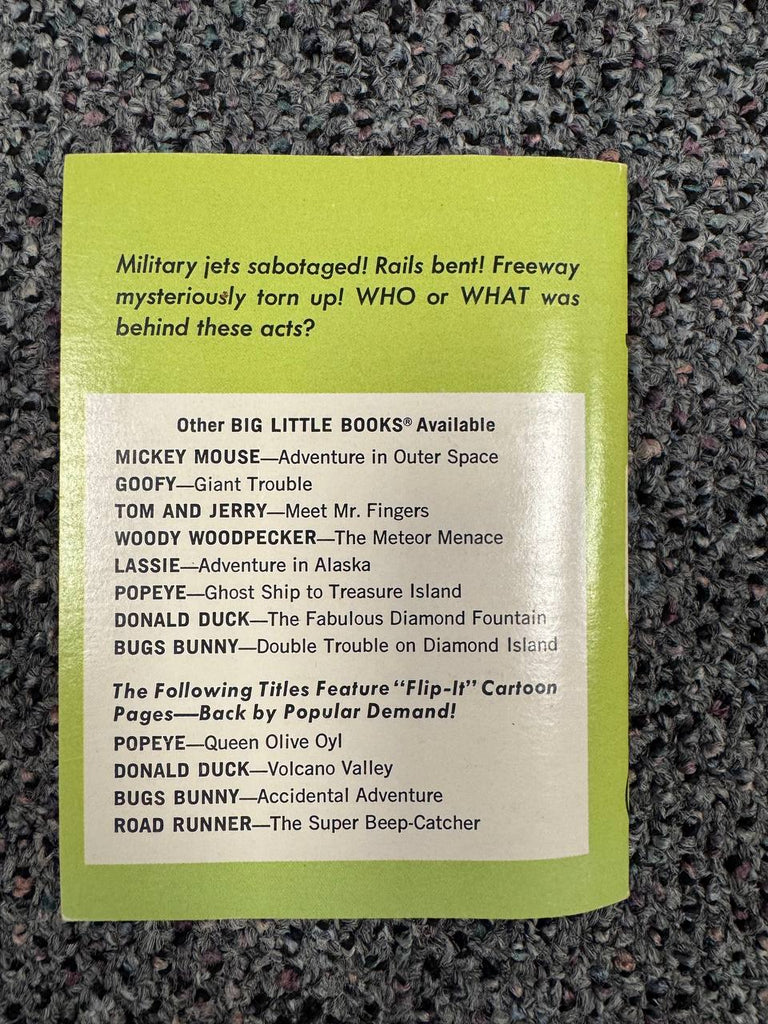 Military jets sabotaged! Rails bent! Freeway
mysteriously torn up! WHO or WHAT was
behind these acts?
Other BIG LITTLE BOOKS® Available
MICKEY MOUSE—Adventure in Outer Space
GOOFY—Giant Trouble
TOM AND JERRY—Meet Mr. Fingers
WOODY WOODPECKER—The Meteor Menace
LASSIE—Adventure in Alaska
POPEYE—Ghost Ship to Treasure Island
DONALD DUCK—The Fabulous Diamond Fountain
BUGS BUNNY—Double Trouble on Diamond Island
The Following Titles Feature "Flip-It" Cartoon
Pages—Back by Popular Demand!
POPEYE—Queen Olive Oyl
DONALD DUCK—Volcano Valley
BUGS BUNNY—Accidental Adventure
ROAD RUNNER—The Super Beep-Catcher